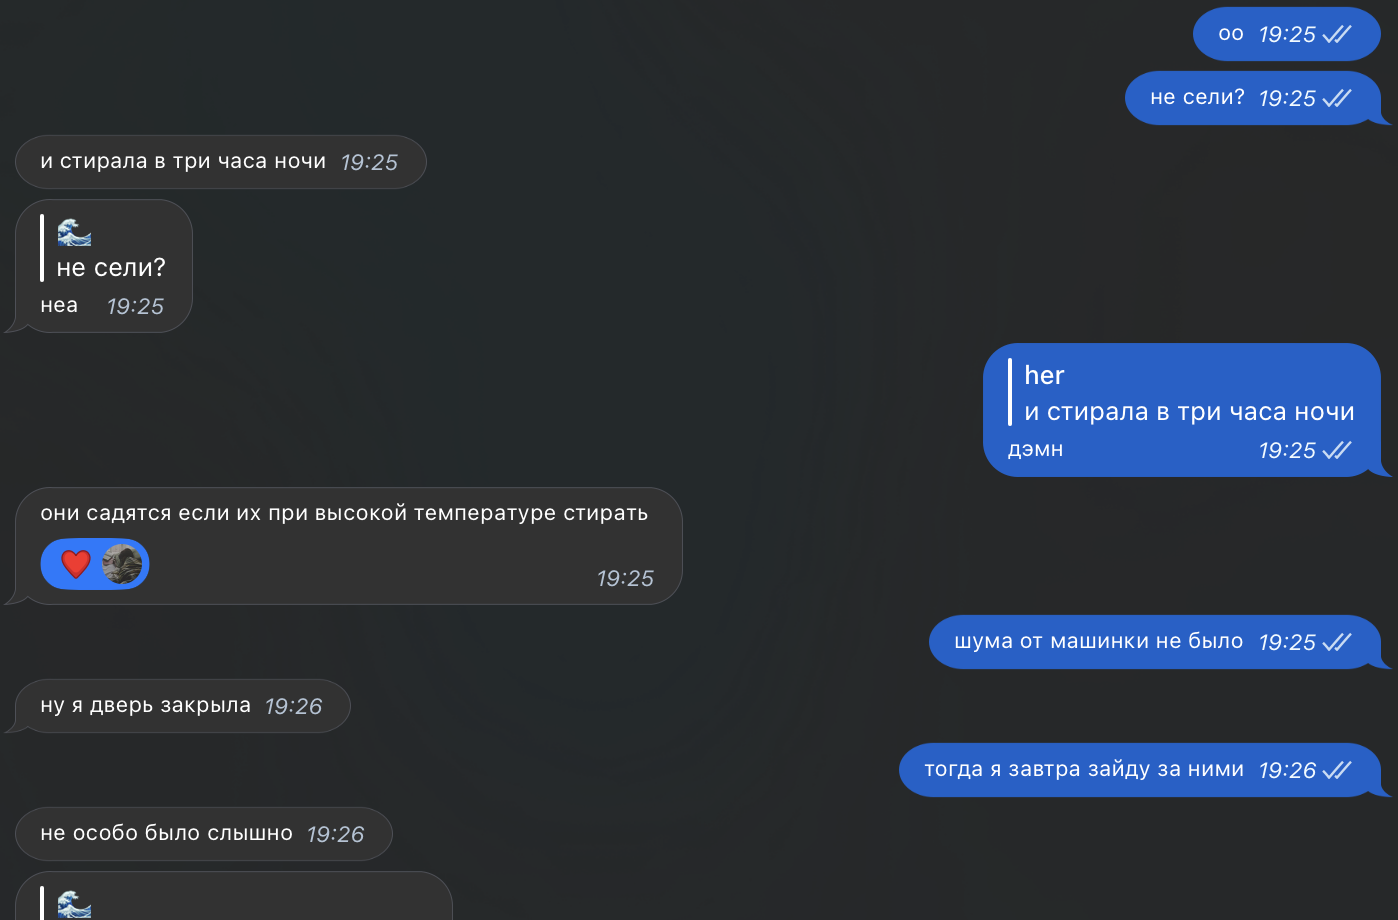 оо 19:25
не сели? 19:25
и стирала в три часа ночи 19:25
🌊
не сели?
неа 19:25
her
и стирала в три часа ночи
дэмн 19:25
они садятся если их при высокой температуре стирать
❤️ 19:25
шума от машинки не было 19:25
ну я дверь закрыла 19:26
тогда я завтра зайду за ними 19:26
не особо было слышно 19:26
🌊